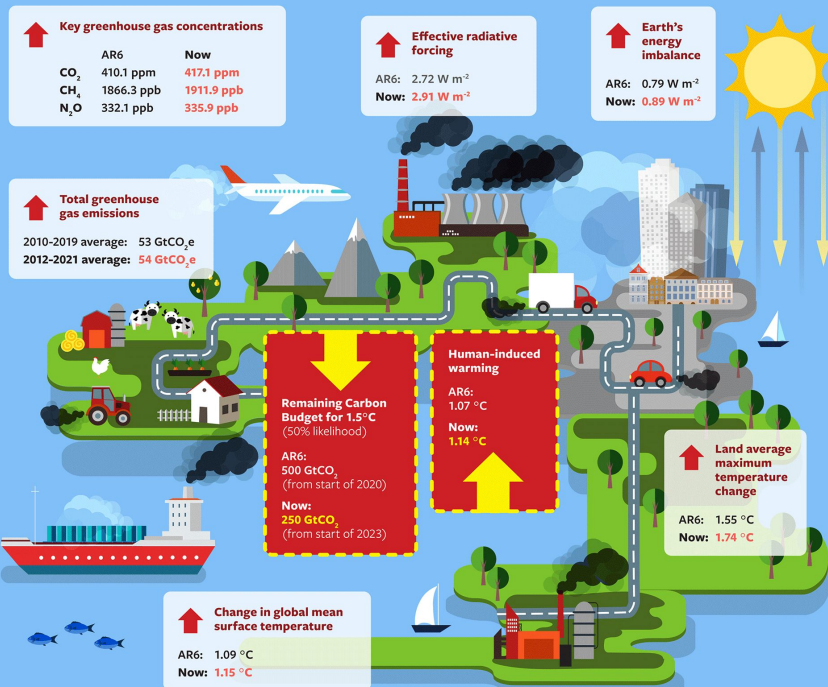 Key greenhouse gas concentrations
AR6 Now
CO₂ 410.1 ppm 417.1 ppm
CH₄ 1866.3 ppb 1911.9 ppb
N₂O 332.1 ppb 335.9 ppb
Effective radiative
forcing
AR6: 2.72 W m⁻²
Now: 2.91 W m⁻²
Earth's
energy
imbalance
AR6: 0.79 W m⁻²
Now: 0.89 W m⁻²
Total greenhouse
gas emissions
2010-2019 average: 53 GtCO₂e
2012-2021 average: 54 GtCO₂e
Remaining Carbon
Budget for 1.5°C
(50% likelihood)
AR6:
500 GtCO₂
(from start of 2020)
Now:
250 GtCO₂
(from start of 2023)
Human-induced
warming
AR6:
1.07 °C
Now:
1.14 °C
Land average
maximum
temperature
change
AR6: 1.55 °C
Now: 1.74 °C
Change in global mean
surface temperature
AR6: 1.09 °C
Now: 1.15 °C